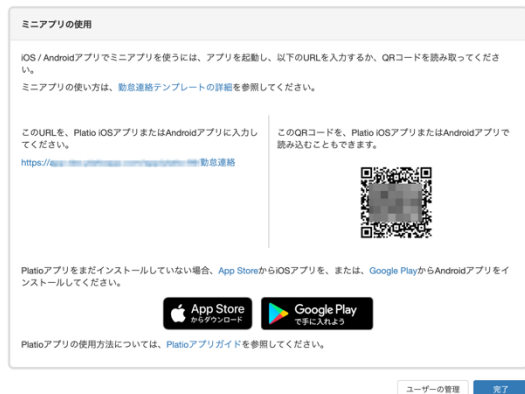 ミニアプリの使用
iOS / Androidアプリでミニアプリを使うには、アプリを起動し、以下のURLを入力するか、QRコードを読み取ってくださ
い。
ミニアプリの使い方は、勤怠連絡テンプレートの詳細を参照してください。
このURLを、Platio iOSアプリまたはAndroidアプリに入力し
てください。
https://
勤怠連絡
このQRコードを、Platio iOSアプリまたはAndroidアプリで
読み込むこともできます。
Platioアプリをまだインストールしていない場合、App StoreからiOSアプリを、または、Google PlayからAndroidアプリをイ
ンストールしてください。
App Store
からダウンロード
Google Play
で手に入れよう
Platioアプリの使用方法については、Platioアプリガイドを参照してください。
ユーザーの管理
完了